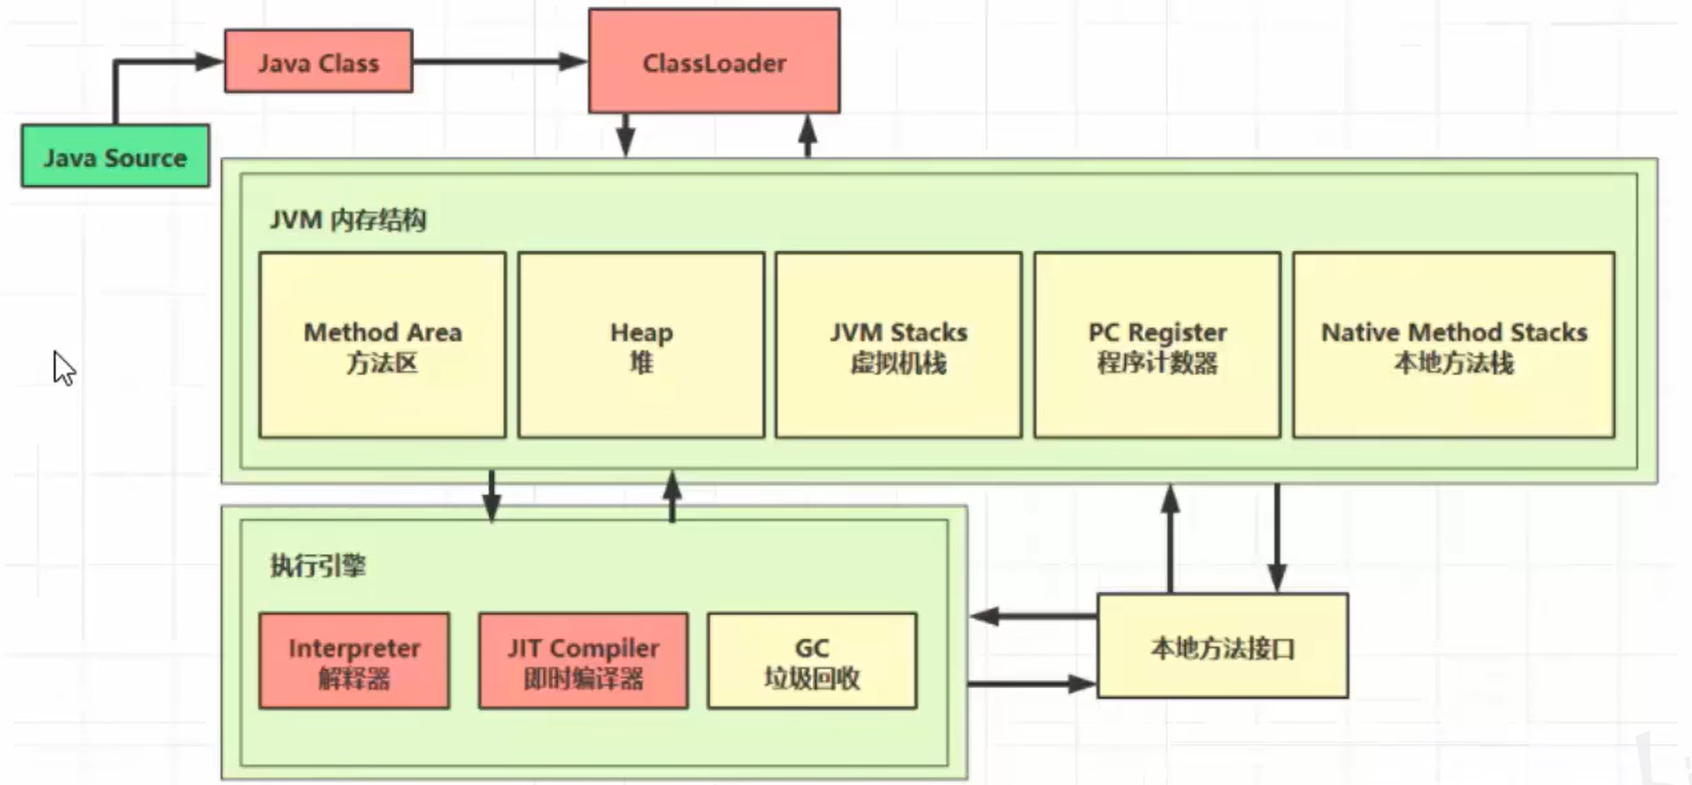 Java Class
ClassLoader
Java Source
JVM 内存结构
Method Area
方法区
Heap
堆
JVM Stacks
虚拟机栈
PC Register
程序计数器
Native Method Stacks
本地方法栈
执行引擎
Interpreter
解释器
JIT Compiler
即时编译器
GC
垃圾回收
本地方法接口